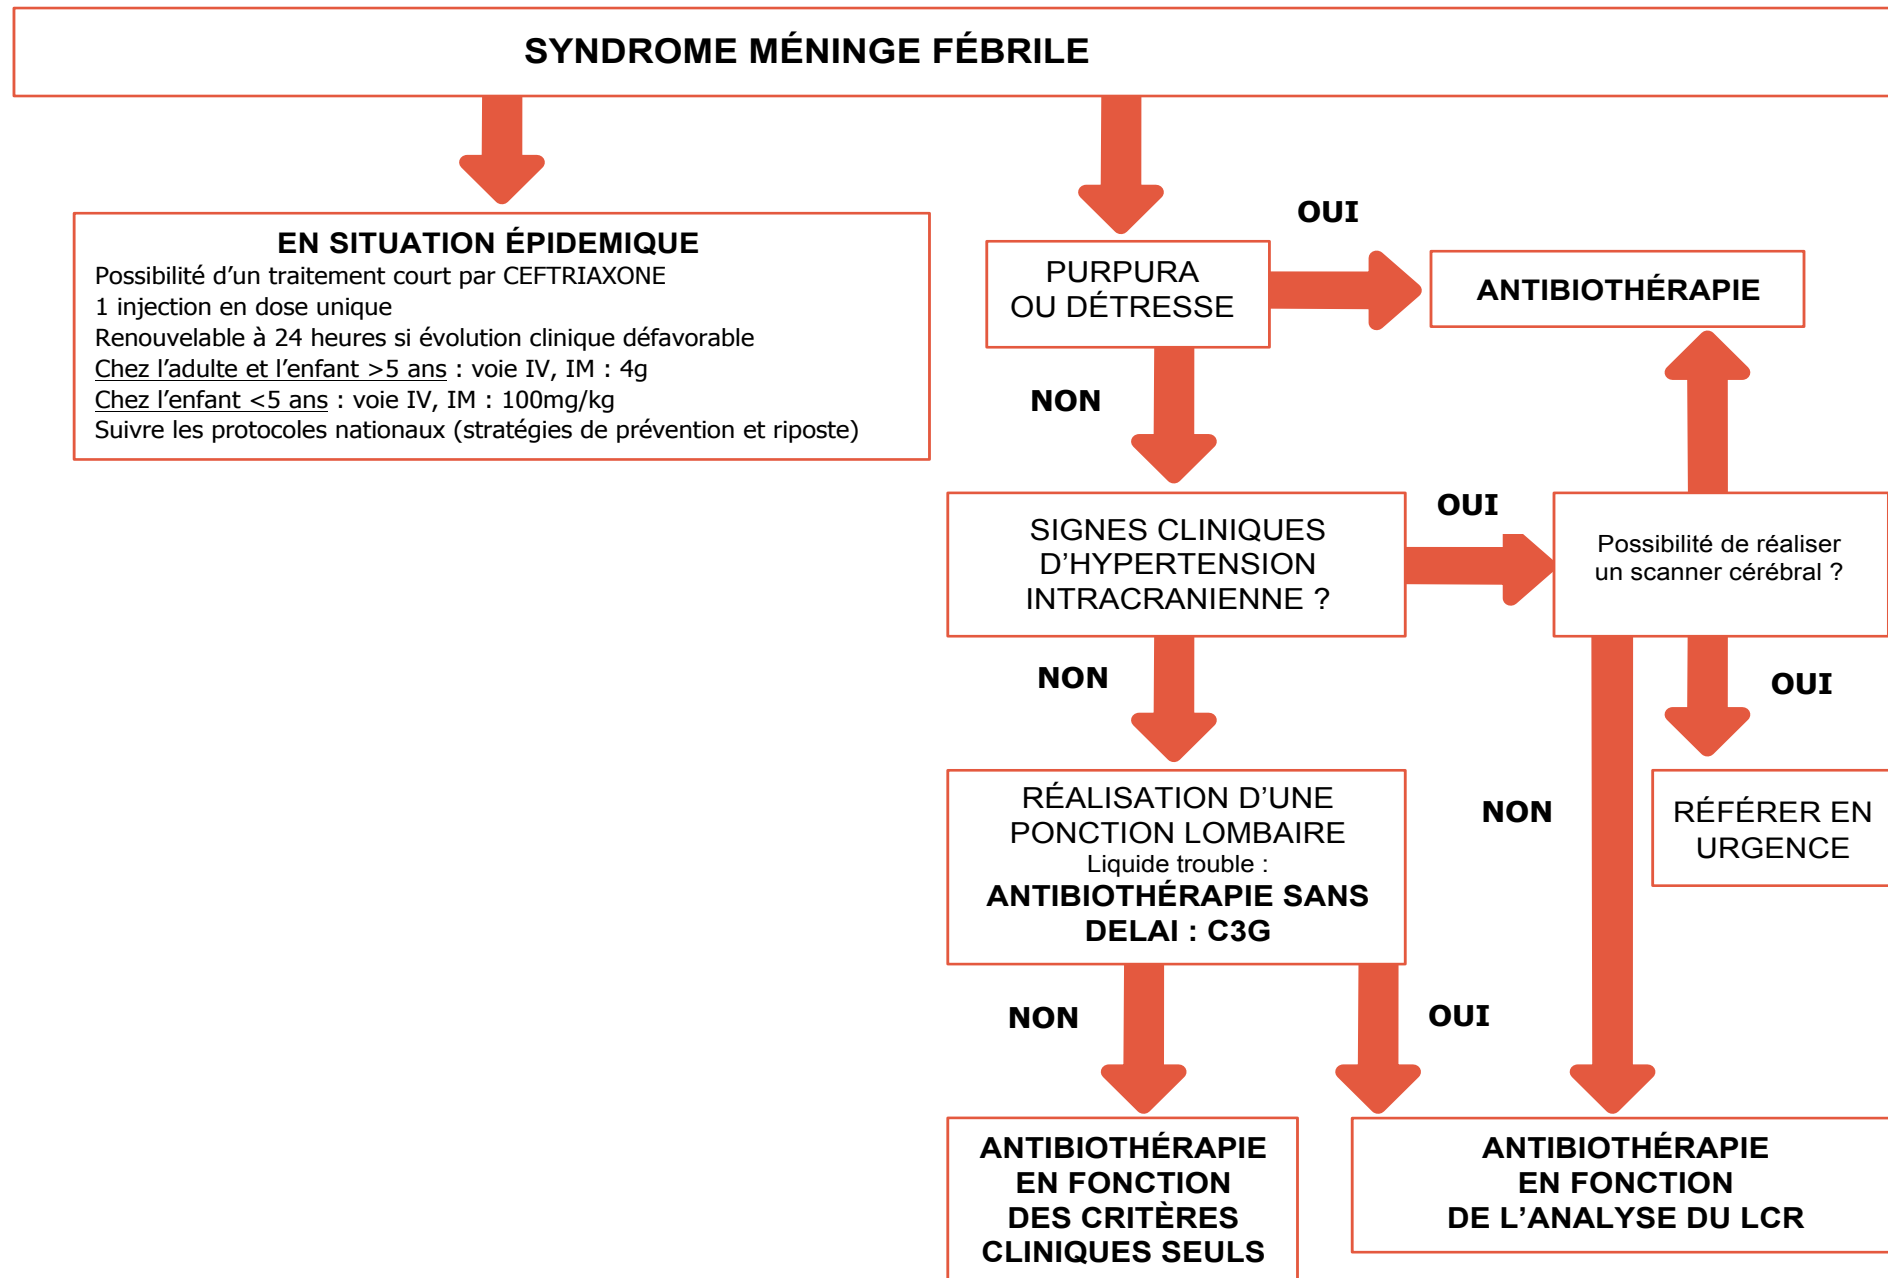 SYNDROME MÉNINGE FÉBRILE
EN SITUATION ÉPIDEMIQUE
Possibilité d'un traitement court par CEFTRIAXONE
1 injection en dose unique
Renouvelable à 24 heures si évolution clinique défavorable
Chez l'adulte et l'enfant >5 ans : voie IV, IM : 4g
Chez l'enfant <5 ans : voie IV, IM : 100mg/kg
Suivre les protocoles nationaux (stratégies de prévention et riposte)
PURPURA
OU DÉTRESSE
OUI
ANTIBIOTHÉRAPIE
NON
SIGNES CLINIQUES
D'HYPERTENSION
INTRACRANIENNE ?
OUI
Possibilité de réaliser
un scanner cérébral ?
NON
OUI
RÉALISATION D'UNE
PONCTION LOMBAIRE
Liquide trouble :
ANTIBIOTHÉRAPIE SANS
DELAI : C3G
NON
RÉFÉRER EN
URGENCE
NON
OUI
ANTIBIOTHÉRAPIE
EN FONCTION
DES CRITÈRES
CLINIQUES SEULS
ANTIBIOTHÉRAPIE
EN FONCTION
DE L'ANALYSE DU LCR